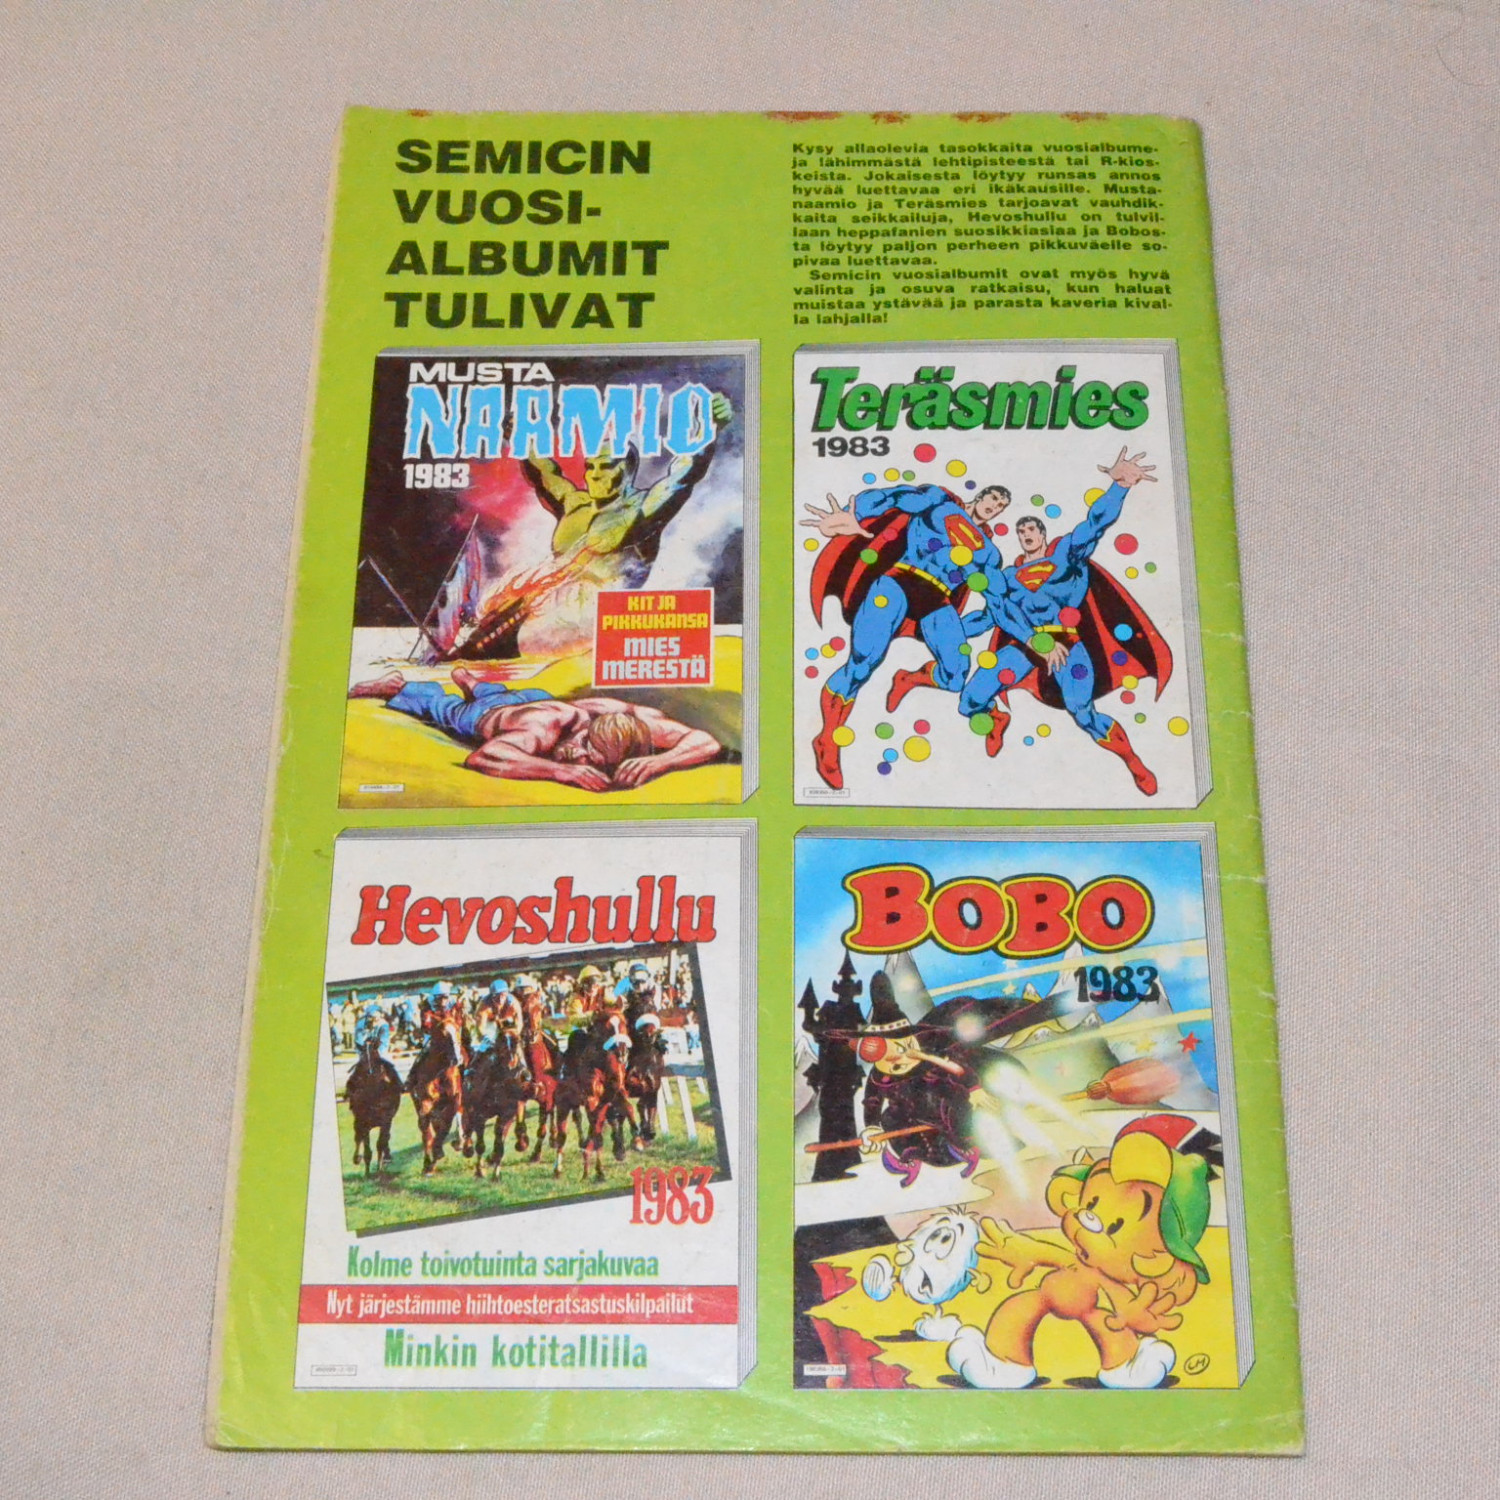 SEMICIN
VUOSI-
ALBUMIT
TULIVAT
Kysy allaolevia tasokkaita vuosialbume-
ja lähimmästä lehtipisteestä tai R-kios-
keista. Jokaisesta löytyy runsas annos
hyvää luettavaa eri ikäkausille. Musta-
naamio ja Teräsmies tarjoavat vauhdik-
kaita seikkailuja, Hevoshullu on tulvil-
laan heppafanien suosikkiasiaa ja Bobos-
ta löytyy paljon perheen pikkuväelle so-
pivaa luettavaa.
Semicin vuosialbumit ovat myös hyvä
valinta ja osuva ratkaisu, kun haluat
muistaa ystävää ja parasta kaveria kival-
la lahjalla!
MUSTA
NAAMIO
1983
KIT JA
PIKKUKANSA
MIES
MERESTÄ
Teräsmies
1983
Hevoshullu
1983
Kolme toivotuinta sarjakuvaa
Nyt järjestämme hiihtoesteratsastuskilpailut
Minkin kotitallilla
BOBO
1983